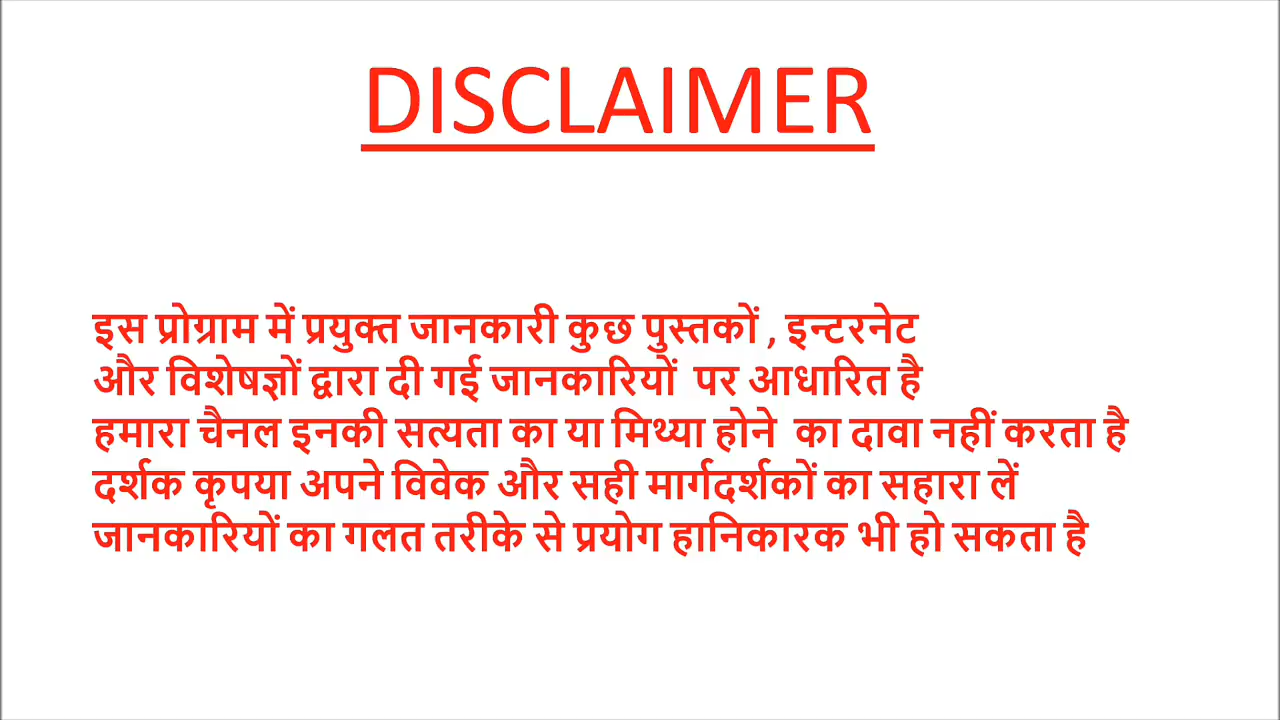 DISCLAIMER
इस प्रोग्राम में प्रयुक्त जानकारी कुछ पुस्तकों , इन्टरनेट
और विशेषज्ञों द्वारा दी गई जानकारियों पर आधारित है
हमारा चैनल इनकी सत्यता का या मिथ्या होने का दावा नहीं करता है
दर्शक कृपया अपने विवेक और सही मार्गदर्शकों का सहारा लें
जानकारियों का गलत तरीके से प्रयोग हानिकारक भी हो सकता है